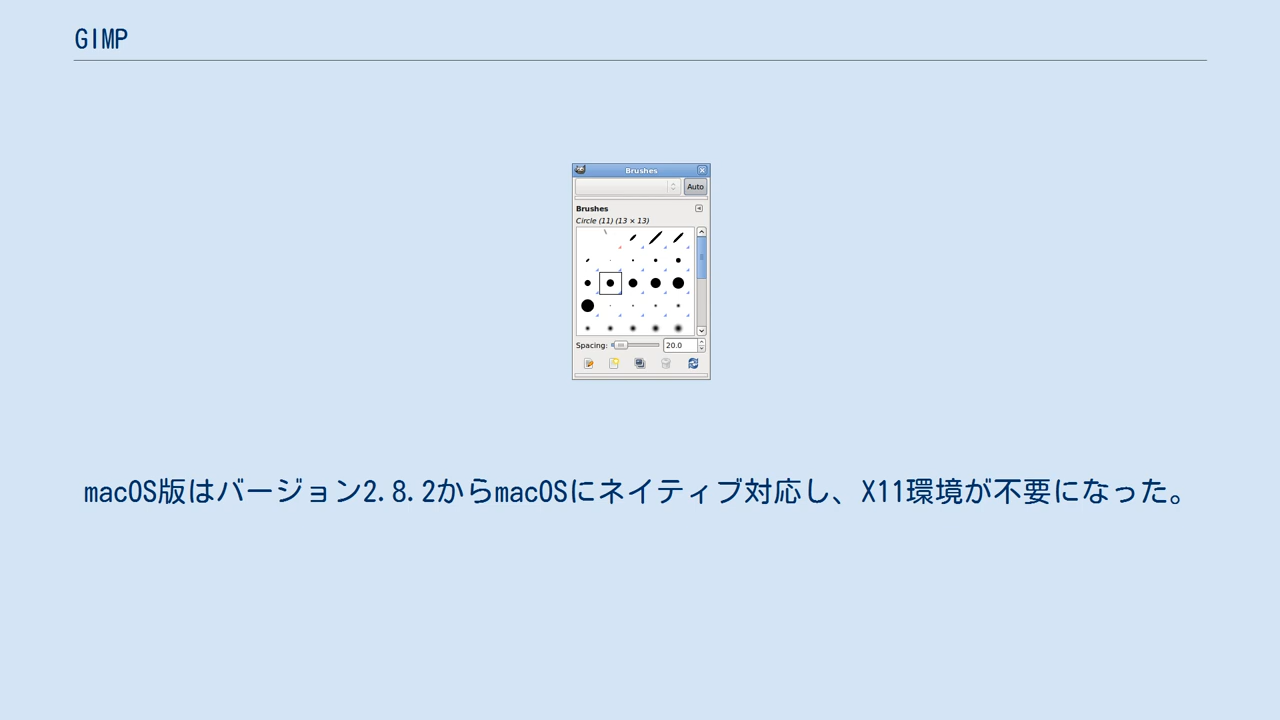 GIMP
Brushes
Auto
Brushes
Circle (11) (13 × 13)
Spacing: 20.0
macOS版はバージョン2.8.2からmacOSにネイティブ対応し、X11環境が不要になった。